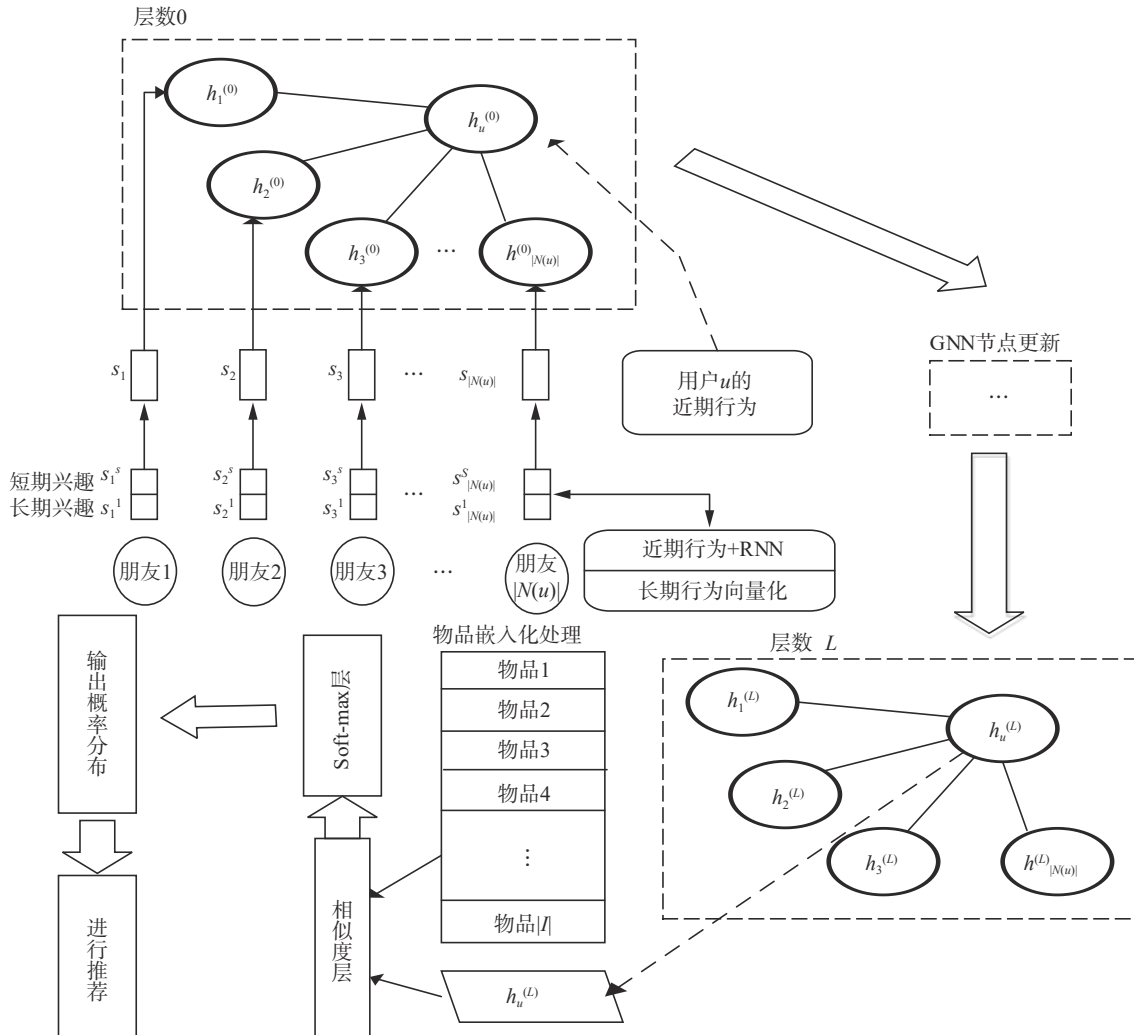 层数0
h₁⁽⁰⁾
hᵤ⁽⁰⁾
h₂⁽⁰⁾
h₃⁽⁰⁾ ... h⁽⁰⁾|N(u)|
s₁ s₂ s₃ ... s|N(u)|
用户u的
近期行为
GNN节点更新
...
短期兴趣 s₁ˢ s₂ˢ s₃ˢ ... sˢ|N(u)|
长期兴趣 s₁¹ s₂¹ s₃¹ s¹|N(u)|
近期行为+RNN
长期行为向量化
朋友1 朋友2 朋友3 ... 朋友
|N(u)|
层数 L
h₁⁽ᴸ⁾
hᵤ⁽ᴸ⁾
h₂⁽ᴸ⁾
h₃⁽ᴸ⁾
h⁽ᴸ⁾|N(u)|
物品嵌入化处理
物品1
物品2
物品3
物品4
⋮
物品|I|
hᵤ⁽ᴸ⁾
相似度层
Soft-max层
输出概率分布
进行推荐